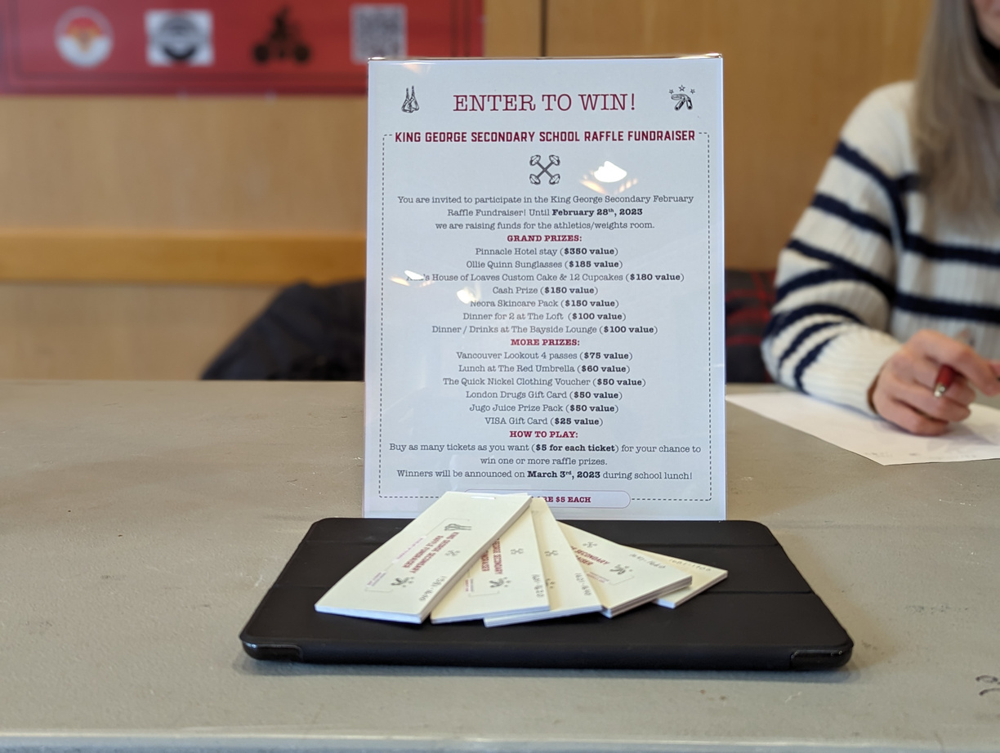 ENTER TO WIN!
KING GEORGE SECONDARY SCHOOL RAFFLE FUNDRAISER
You are invited to participate in the King George Secondary February
Raffle Fundraiser! Until February 28th, 2023
we are raising funds for the athletics/weights room.
GRAND PRIZES:
Pinnacle Hotel stay ($350 value)
Ollie Quinn Sunglasses ($185 value)
House of Loaves Custom Cake & 12 Cupcakes ($180 value)
Cash Prize ($150 value)
Neora Skincare Pack ($150 value)
Dinner for 2 at The Loft ($100 value)
Dinner / Drinks at The Bayside Lounge ($100 value)
MORE PRIZES:
Vancouver Lookout 4 passes ($75 value)
Lunch at The Red Umbrella ($60 value)
The Quick Nickel Clothing Voucher ($50 value)
London Drugs Gift Card ($50 value)
Jugo Juice Prize Pack ($50 value)
VISA Gift Card ($25 value)
HOW TO PLAY:
Buy as many tickets as you want ($5 for each ticket) for your chance to
win one or more raffle prizes.
Winners will be announced on March 3rd, 2023 during school lunch!
$5 EACH
KING GEORGE SECONDARY
RAFFLE FUNDRAISER
GEORGE SECONDARY
SECONDARY